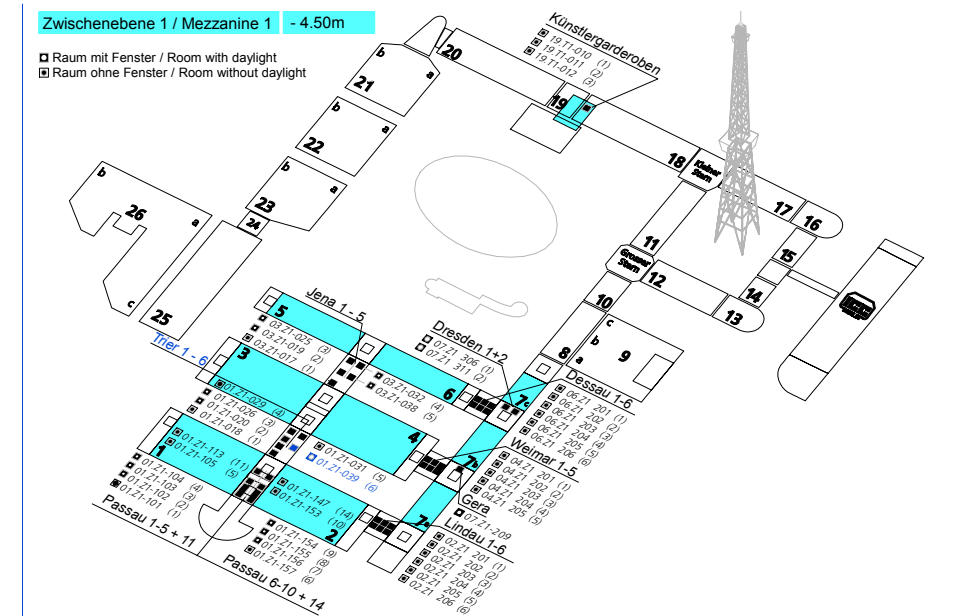 Zwischenebene 1 / Mezzanine 1 - 4.50m
Raum mit Fenster / Room with daylight
Raum ohne Fenster / Room without daylight
Künstlergarderoben
19.T1-010 (1)
19.T1-011 (2)
19.T1-012 (3)
20
b
a
21
19
b
a
22
18
Kleiner
Stern
17
16
b
a
23
24
b
26
a
c
25
11
Grosser
Stern
12
15
14
13
10
c
b
9
a
8
Jena 1 - 5
5
03.Z1-025 (3)
03.Z1-019 (2)
03.Z1-017 (1)
03.Z1-032 (4)
03.Z1-038 (5)
Dresden 1+2
07.Z1 306 (1)
07.Z1 311 (2)
6
7c
Trier 1 - 6
3
01.Z1-029 (4)
01.Z1-026 (3)
01.Z1-020 (2)
01.Z1-018 (1)
01.Z1-031 (5)
01.Z1-039 (6)
4
7b
Dessau 1-6
06.Z1 201 (1)
06.Z1 202 (2)
06.Z1 203 (3)
06.Z1 204 (4)
06.Z1 205 (5)
06.Z1 206 (6)
Weimar 1-5
04.Z1 201 (1)
04.Z1 202 (2)
04.Z1 203 (3)
04.Z1 204 (4)
04.Z1 205 (5)
Gera
07.Z1-209
1
01.Z1-113 (11)
01.Z1-105 (5)
01.Z1-104 (4)
01.Z1-103 (3)
01.Z1-102 (2)
01.Z1-101 (1)
Passau 1-5 + 11
01.Z1-147 (14)
01.Z1-153 (10)
2
01.Z1-154 (9)
01.Z1-155 (8)
01.Z1-156 (7)
01.Z1-157 (6)
Passau 6-10 + 14
7a
Lindau 1-6
02.Z1 201 (1)
02.Z1 202 (2)
02.Z1 203 (3)
02.Z1 204 (4)
02.Z1 205 (5)
02.Z1 206 (6)